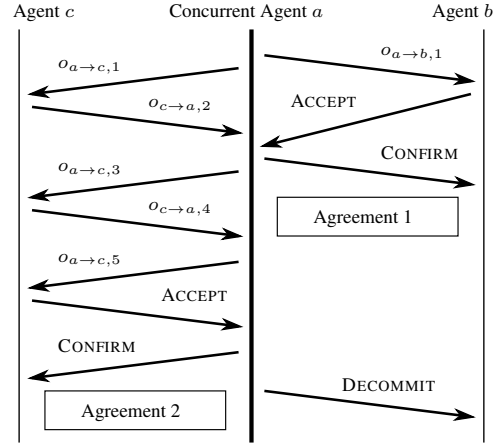 Agent c Concurrent Agent a Agent b
o_{a→c,1} o_{a→b,1}
o_{c→a,2} ACCEPT
CONFIRM
o_{a→c,3}
o_{c→a,4} Agreement 1
o_{a→c,5}
ACCEPT
CONFIRM
DECOMMIT
Agreement 2